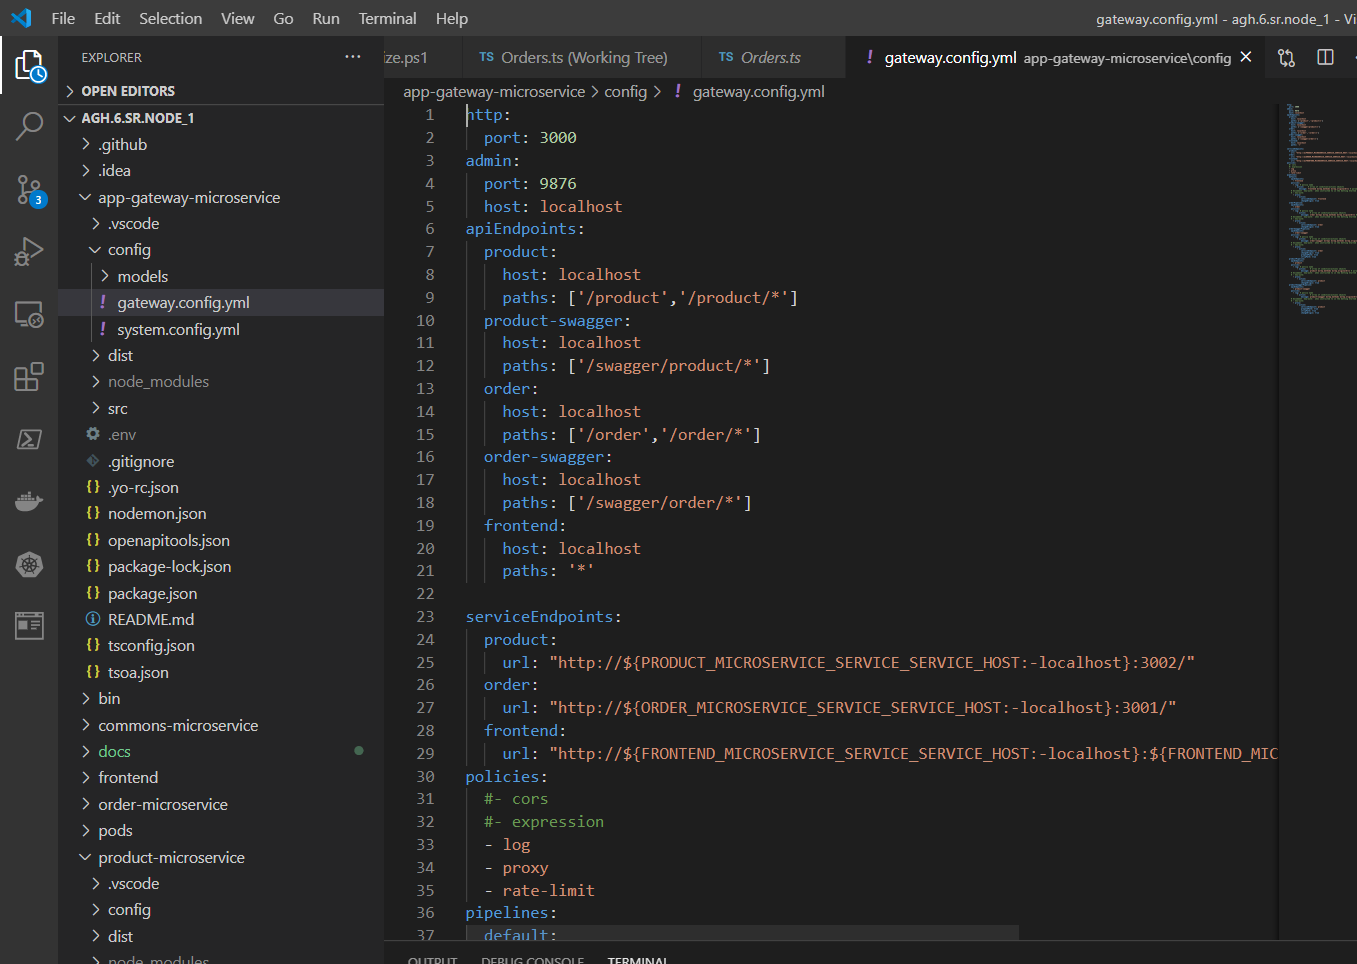 File Edit Selection View Go Run Terminal Help
gateway.config.yml - agh.6.sr.node_1 -
EXPLORER ···
OPEN EDITORS
AGH.6.SR.NODE_1
.github
.idea
app-gateway-microservice
.vscode
config
models
! gateway.config.yml
! system.config.yml
dist
node_modules
src
.env
.gitignore
{} .yo-rc.json
{} nodemon.json
{} openapitools.json
{} package-lock.json
{} package.json
README.md
{} tsconfig.json
{} tsoa.json
bin
commons-microservice
docs
frontend
order-microservice
pods
product-microservice
.vscode
config
dist
node_modules
3
ize.ps1
TS Orders.ts (Working Tree)
TS Orders.ts
! gateway.config.yml app-gateway-microservice\config
app-gateway-microservice > config > ! gateway.config.yml
1 http:
2 port: 3000
3 admin:
4 port: 9876
5 host: localhost
6 apiEndpoints:
7 product:
8 host: localhost
9 paths: ['/product','/product/*']
10 product-swagger:
11 host: localhost
12 paths: ['/swagger/product/*']
13 order:
14 host: localhost
15 paths: ['/order','/order/*']
16 order-swagger:
17 host: localhost
18 paths: ['/swagger/order/*']
19 frontend:
20 host: localhost
21 paths: '*'
22
23 serviceEndpoints:
24 product:
25 url: "http://${PRODUCT_MICROSERVICE_SERVICE_SERVICE_HOST:-localhost}:3002/"
26 order:
27 url: "http://${ORDER_MICROSERVICE_SERVICE_SERVICE_HOST:-localhost}:3001/"
28 frontend:
29 url: "http://${FRONTEND_MICROSERVICE_SERVICE_SERVICE_HOST:-localhost}:${FRONTEND_MIC
30 policies:
31 #- cors
32 #- expression
33 - log
34 - proxy
35 - rate-limit
36 pipelines:
37 default:
OUTPUT DEBUG CONSOLE TERMINAL